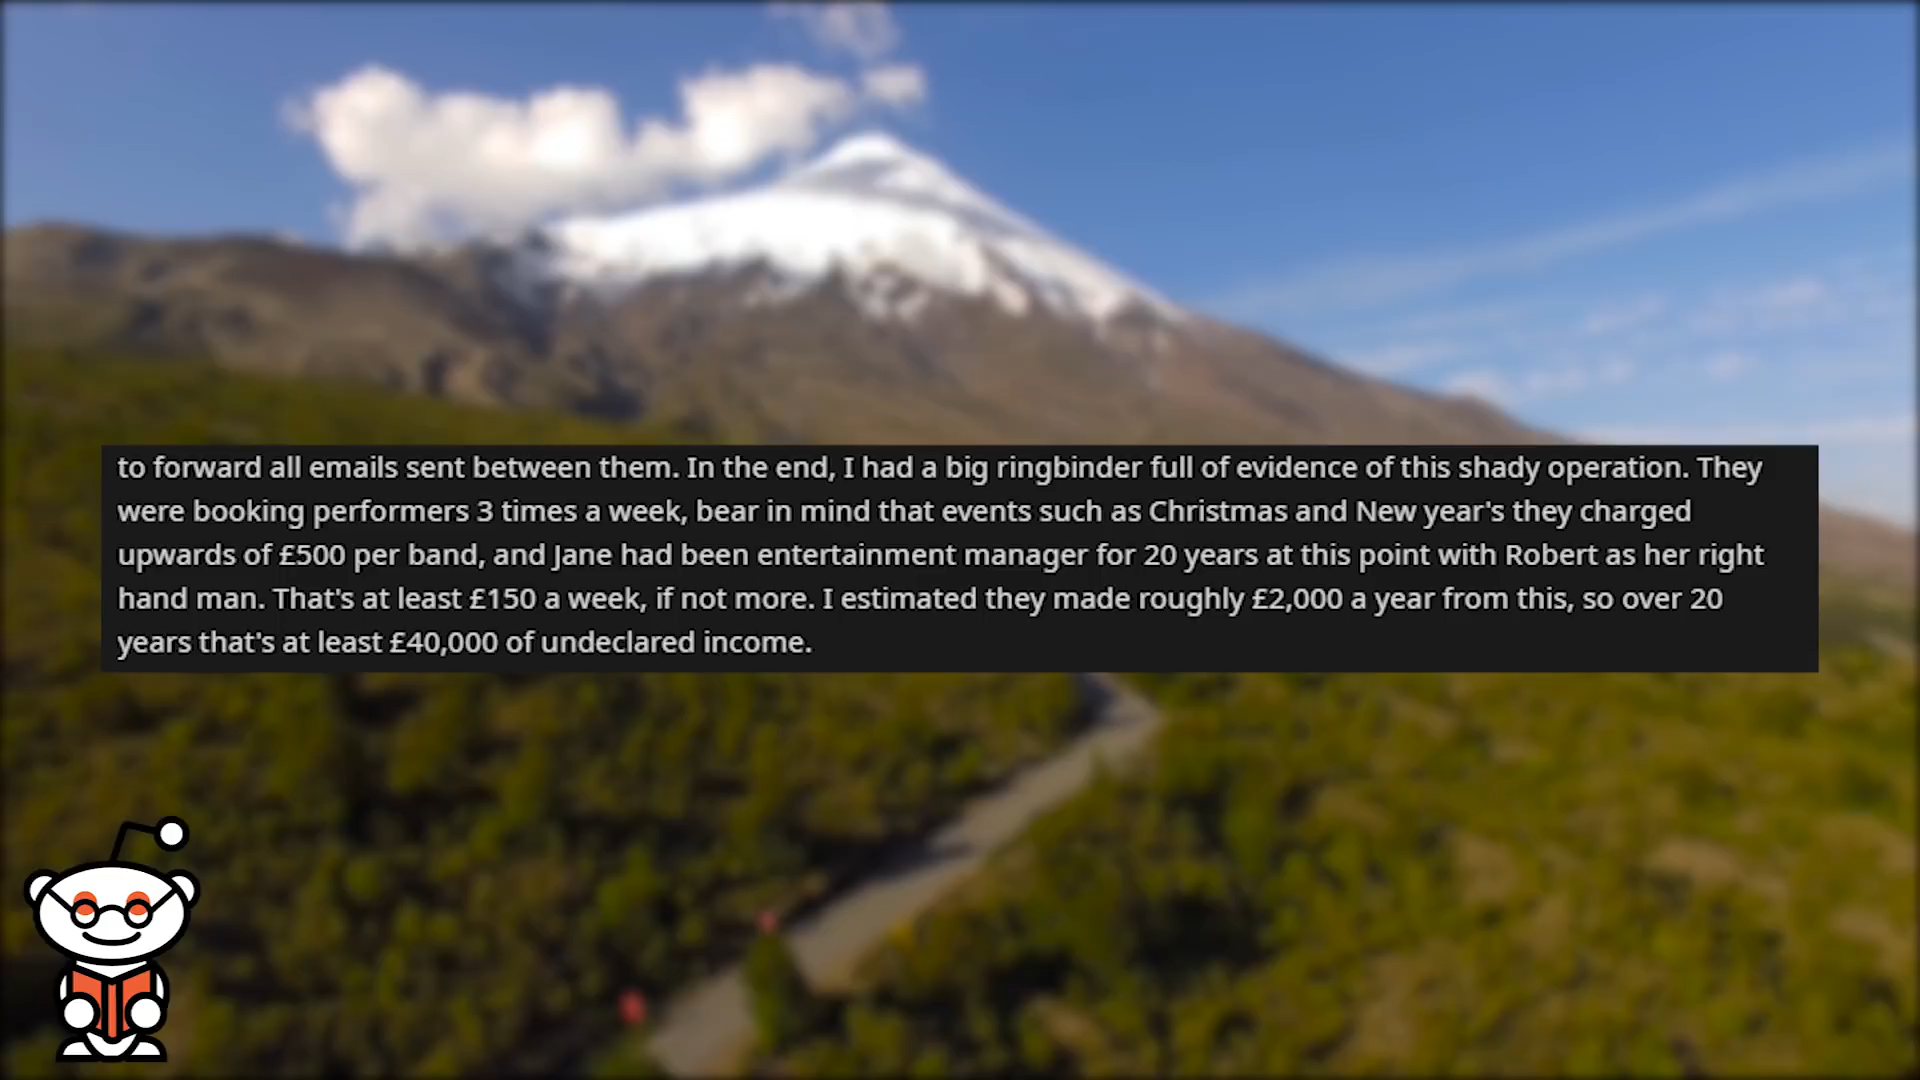 to forward all emails sent between them. In the end, I had a big ringbinder full of evidence of this shady operation. They
were booking performers 3 times a week, bear in mind that events such as Christmas and New year's they charged
upwards of £500 per band, and Jane had been entertainment manager for 20 years at this point with Robert as her right
hand man. That's at least £150 a week, if not more. I estimated they made roughly £2,000 a year from this, so over 20
years that's at least £40,000 of undeclared income.